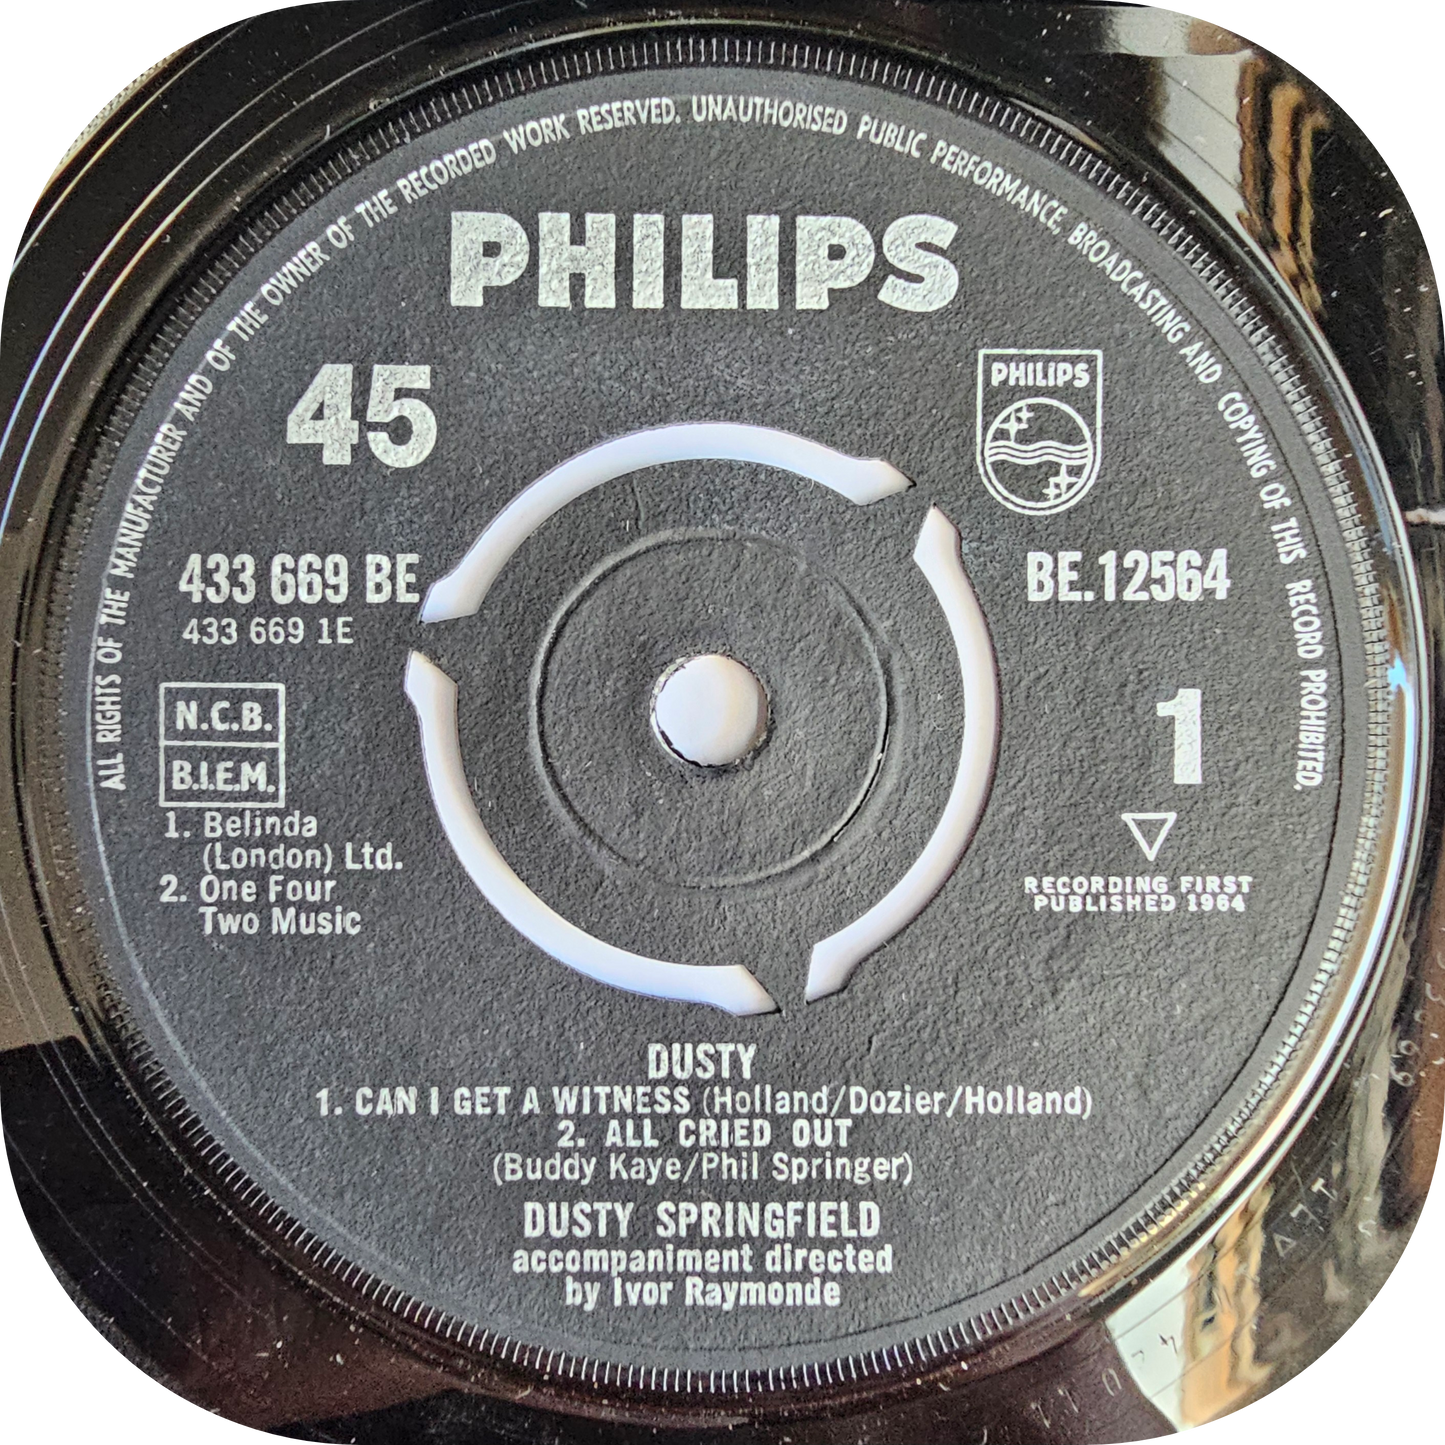 ALL RIGHTS OF THE MANUFACTURER AND OF THE OWNER OF THE RECORDED WORK RESERVED. UNAUTHORISED PUBLIC PERFORMANCE, BROADCASTING AND COPYING OF THIS RECORD PROHIBITED.
PHILIPS
45
PHILIPS
433 669 BE
433 669 1E
BE.12564
N.C.B.
B.I.E.M.
1
1. Belinda
(London) Ltd.
2. One Four
Two Music
RECORDING FIRST
PUBLISHED 1964
DUSTY
1. CAN I GET A WITNESS (Holland/Dozier/Holland)
2. ALL CRIED OUT
(Buddy Kaye/Phil Springer)
DUSTY SPRINGFIELD
accompaniment directed
by Ivor Raymonde